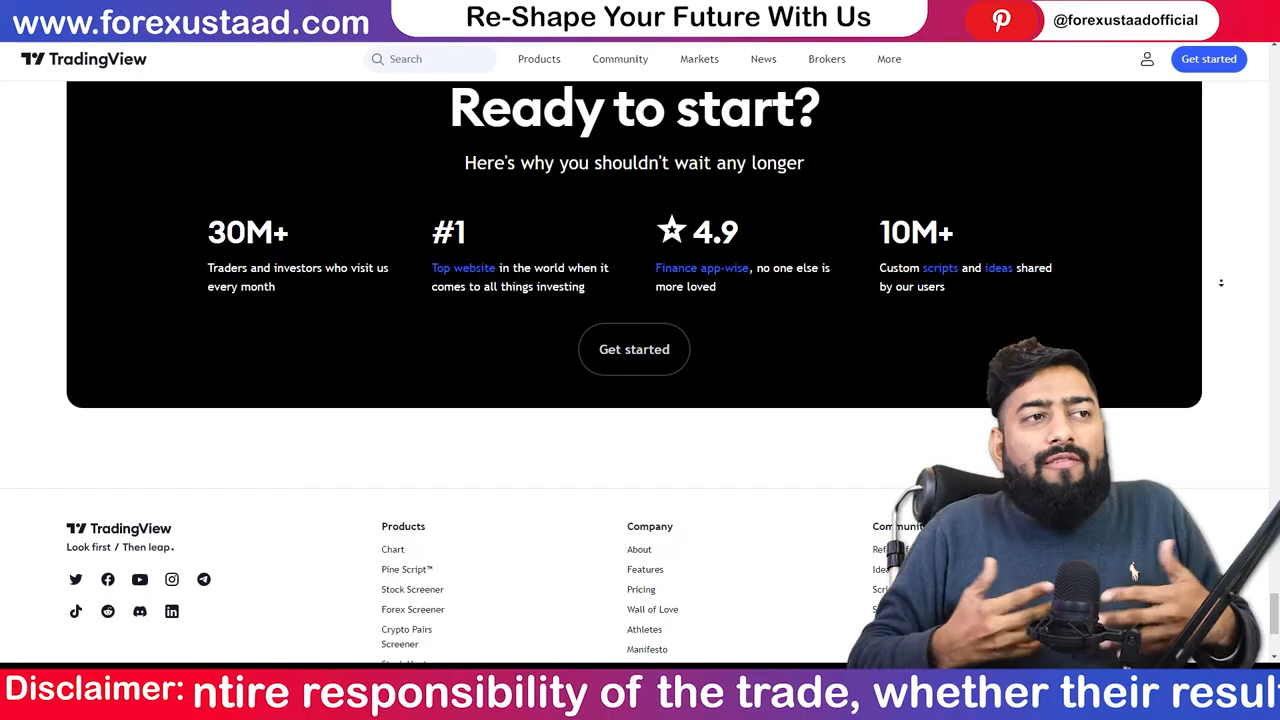 www.forexustaad.com
Re-Shape Your Future With Us
@forexustaadofficial
TradingView
Search
Products
Community
Markets
News
Brokers
More
Get started
Ready to start?
Here's why you shouldn't wait any longer
30M+
Traders and investors who visit us
every month
#1
Top website in the world when it
comes to all things investing
4.9
Finance app-wise, no one else is
more loved
10M+
Custom scripts and ideas shared
by our users
Get started
TradingView
Look first / Then leap.
Products
Chart
Pine Script™
Stock Screener
Forex Screener
Crypto Pairs
Screener
Company
About
Features
Pricing
Wall of Love
Athletes
Manifesto
Disclaimer: ntire responsibility of the trade, whether their resul